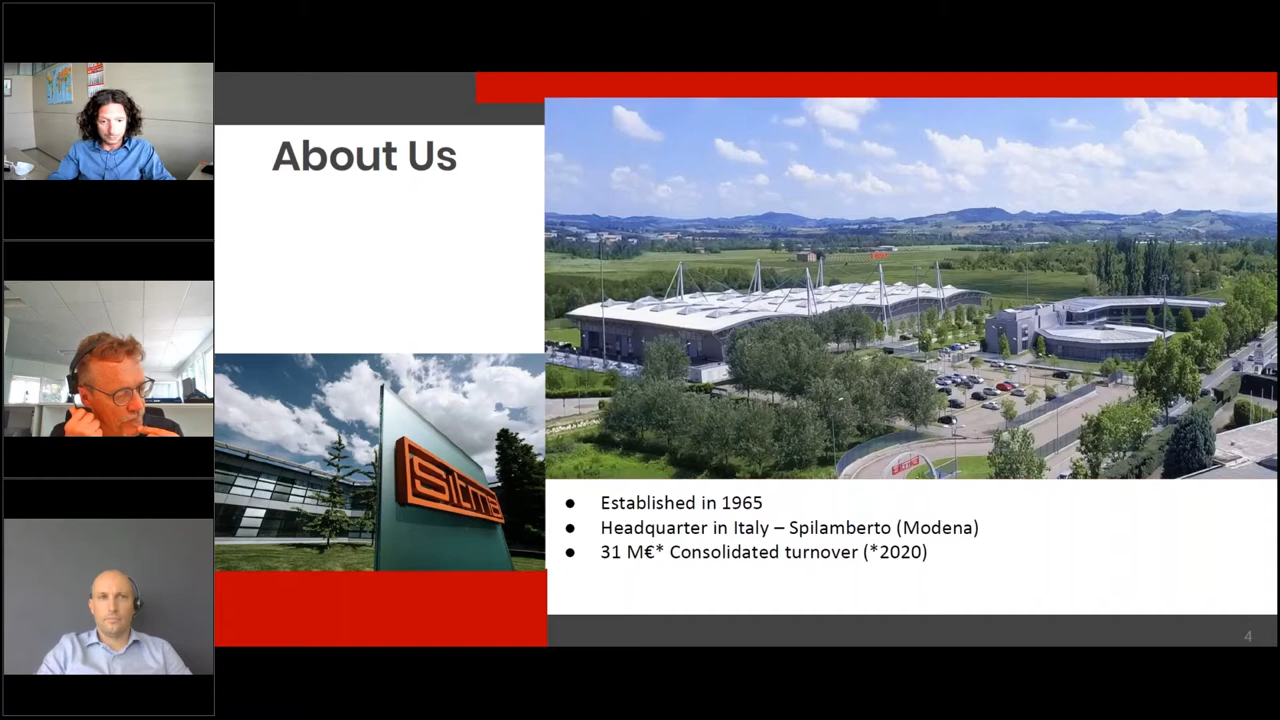 About Us
SITMA
● Established in 1965
● Headquarter in Italy – Spilamberto (Modena)
● 31 M€* Consolidated turnover (*2020)
4